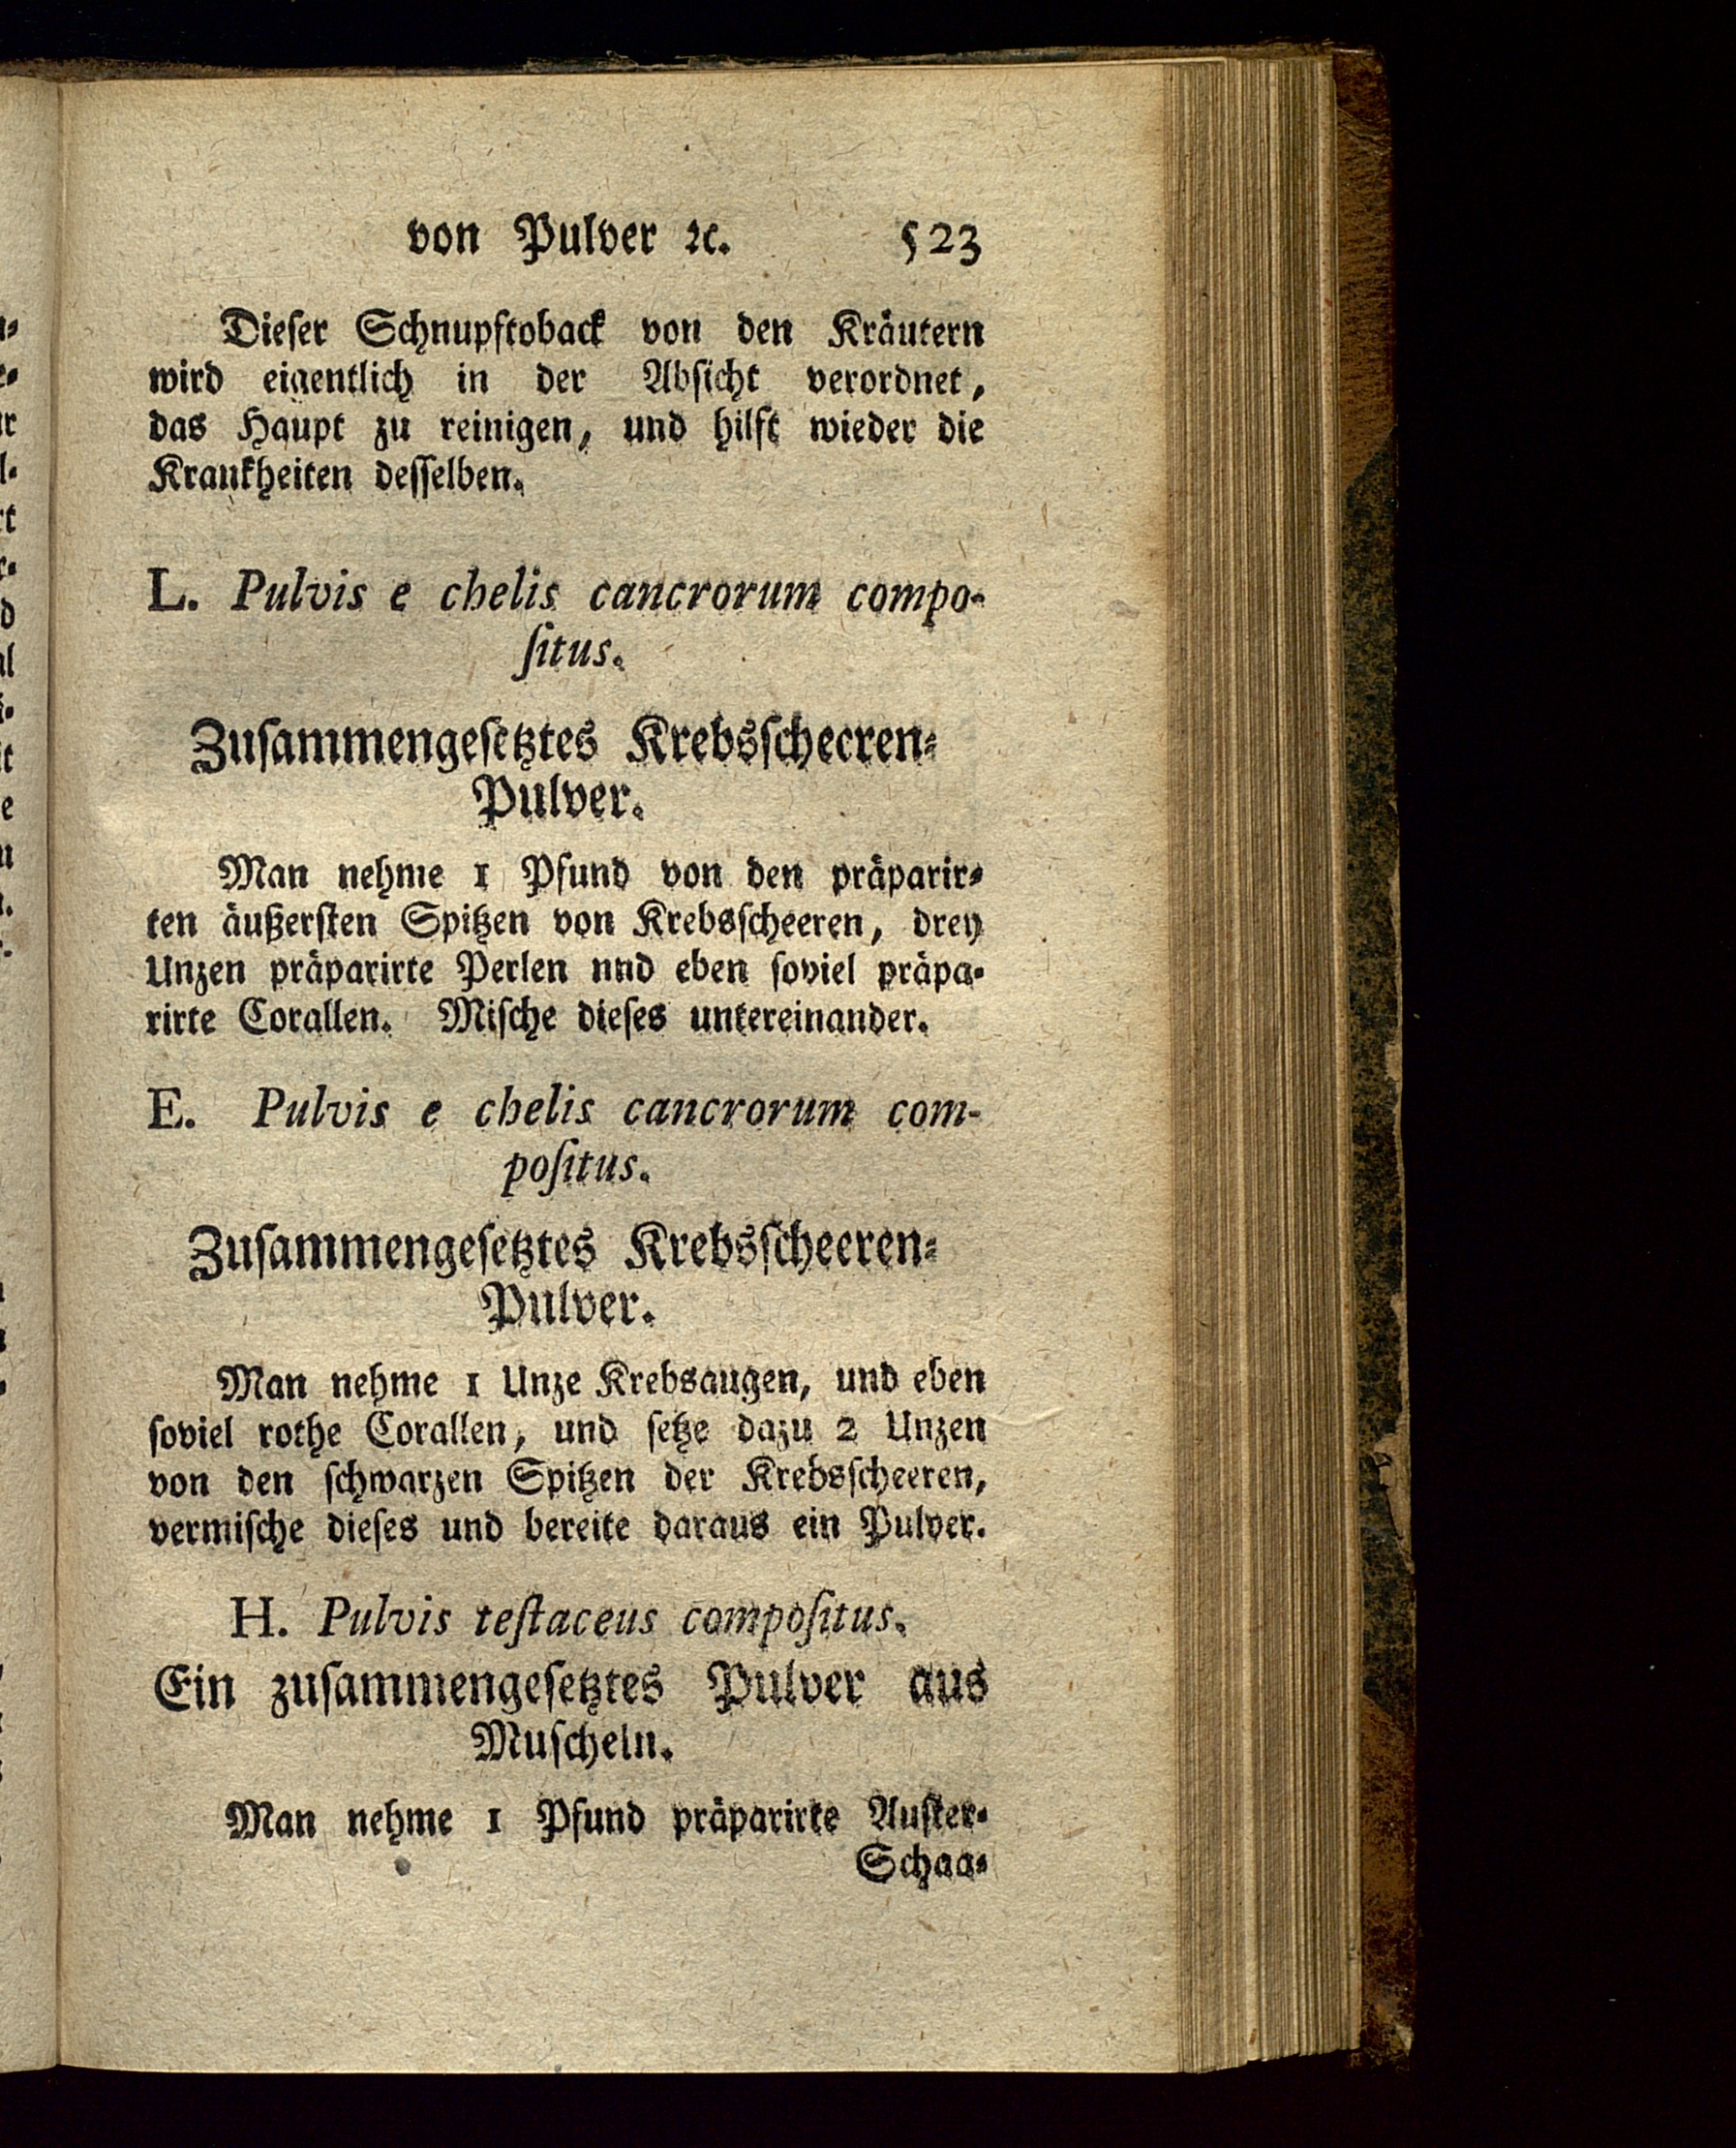 von Pulver ꝛc. 523
Dieſer Schnupftoback von den Kräutern
wird eigentlich in der Abſicht verordnet,
das Haupt zu reinigen, und hilft wieder die
Krankheiten deſſelben.
L. Pulvis e chelis cancrorum compo-
ſitus.
Zuſammengeſetztes Krebsſcheeren⸗
Pulver.
Man nehme 1 Pfund von den präparir⸗
ten äußerſten Spitzen von Krebsſcheeren, drey
Unzen präparirte Perlen nnd eben ſoviel präpa⸗
rirte Corallen. Miſche dieſes untereinander.
E. Pulvis e chelis cancrorum com-
poſitus.
Zuſammengeſetztes Krebsſcheeren⸗
Pulver.
Man nehme 1 Unze Krebsaugen, und eben
ſoviel rothe Corallen, und ſetze dazu 2 Unzen
von den ſchwarzen Spitzen der Krebsſcheeren,
vermiſche dieſes und bereite daraus ein Pulver.
H. Pulvis teſtaceus compoſitus.
Ein zuſammengeſetztes Pulver aus
Muſcheln.
Man nehme 1 Pfund präparirte Auſter⸗
Schaa⸗